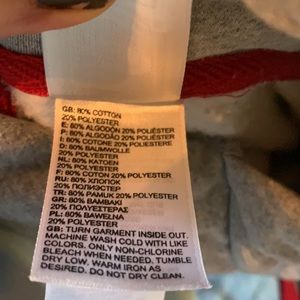 GB: 80% COTTON
20% POLYESTER
E: 80% ALGODÓN 20% POLIÉSTER
P: 80% ALGODÃO 20% POLIÉSTER
I: 80% COTONE 20% POLIESTERE
D: 80% BAUMWOLLE
20% POLYESTER
NL: 80% KATOEN
20% POLYESTER
F: 80% COTON 20% POLYESTER
RU: 80% ХЛОПОК
20% ПОЛИЭСТЕР
TR: 80% PAMUK 20% POLYESTER
GR: 80% ΒΑΜΒΑΚΙ
20% ΠΟΛΥΕΣΤΕΡΑΣ
PL: 80% BAWEŁNA
20% POLYESTER
GB: TURN GARMENT INSIDE OUT.
MACHINE WASH COLD WITH LIKE
COLORS. ONLY NON-CHLORINE
BLEACH WHEN NEEDED. TUMBLE
DRY LOW, WARM IRON AS
DESIRED. DO NOT DRY CLEAN.